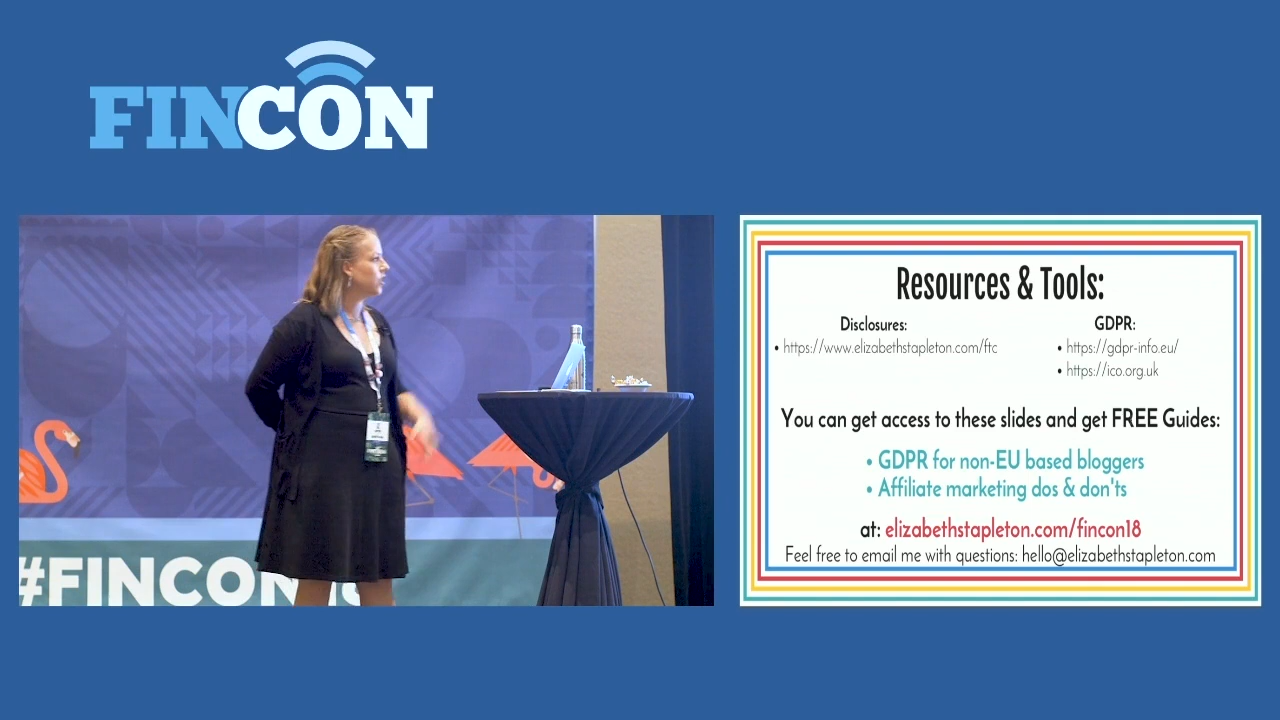 FINCON
#FINCON18
Resources & Tools:
Disclosures:
• https://www.elizabethstapleton.com/ftc
GDPR:
• https://gdpr-info.eu/
• https://ico.org.uk
You can get access to these slides and get FREE Guides:
• GDPR for non-EU based bloggers
• Affiliate marketing dos & don'ts
at: elizabethstapleton.com/fincon18
Feel free to email me with questions: hello@elizabethstapleton.com